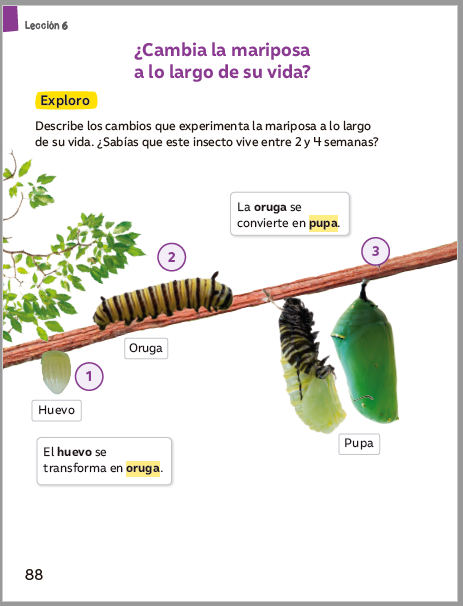 Lección 6
¿Cambia la mariposa
a lo largo de su vida?
Exploro
Describe los cambios que experimenta la mariposa a lo largo
de su vida. ¿Sabías que este insecto vive entre 2 y 4 semanas?
La oruga se
convierte en pupa.
3
2
Oruga
1
Huevo
Pupa
El huevo se
transforma en oruga.
88